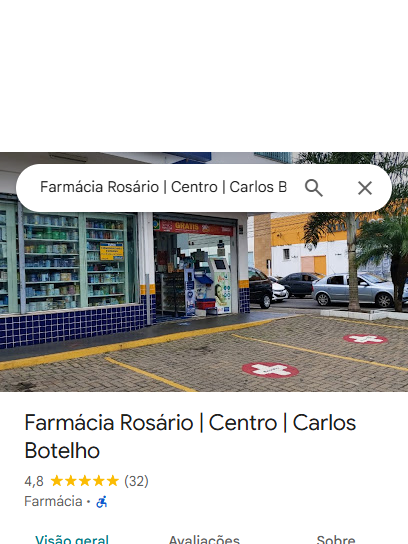 Farmácia Rosário | Centro | Carlos B
GRÁTIS
Farmácia Rosário | Centro | Carlos
Botelho
4,8 (32)
Farmácia ·
Visão geral Avaliações Sobre